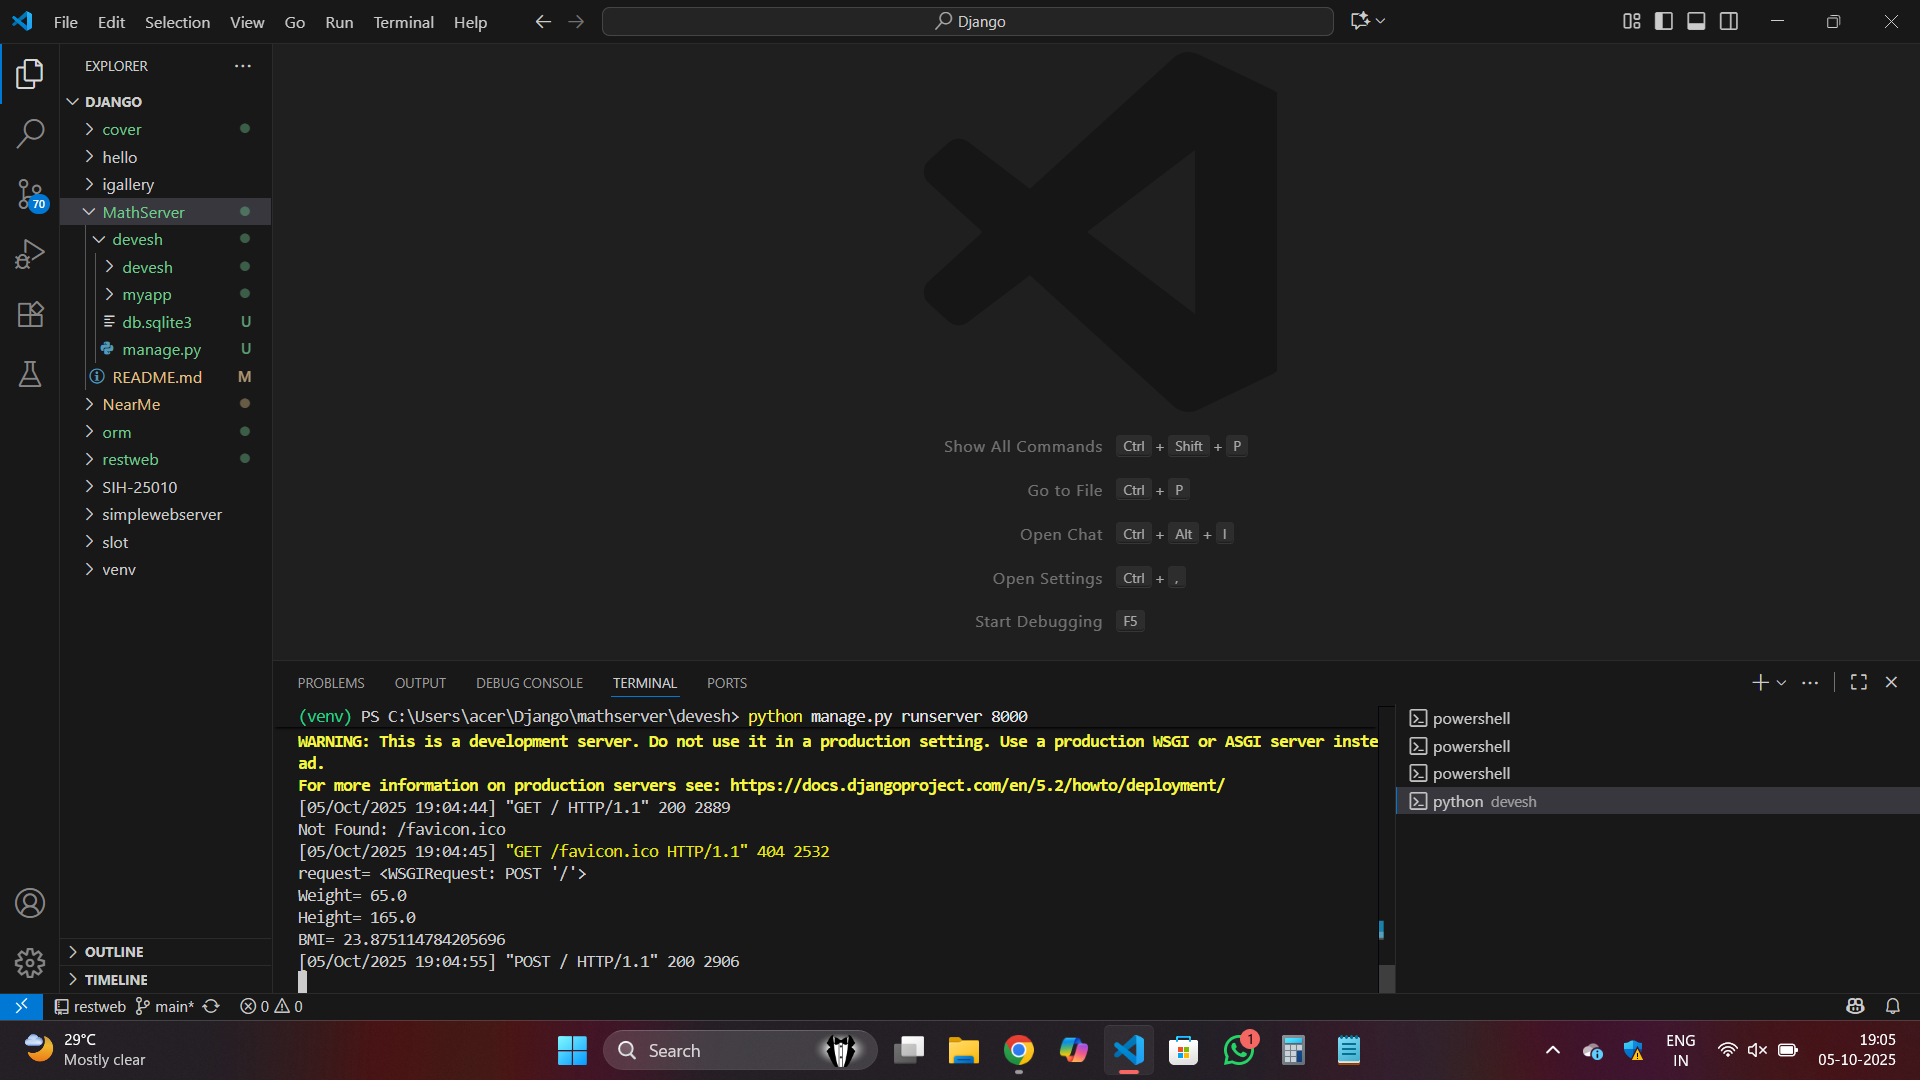 File Edit Selection View Go Run Terminal Help
Django
EXPLORER
DJANGO
cover
hello
igallery
MathServer
devesh
devesh
myapp
db.sqlite3 U
manage.py U
README.md M
NearMe
orm
restweb
SIH-25010
simplewebserver
slot
venv
OUTLINE
TIMELINE
70
Show All Commands Ctrl + Shift + P
Go to File Ctrl + P
Open Chat Ctrl + Alt + I
Open Settings Ctrl + ,
Start Debugging F5
PROBLEMS OUTPUT DEBUG CONSOLE TERMINAL PORTS
(venv) PS C:\Users\acer\Django\mathserver\devesh> python manage.py runserver 8000
WARNING: This is a development server. Do not use it in a production setting. Use a production WSGI or ASGI server inste
ad.
For more information on production servers see: https://docs.djangoproject.com/en/5.2/howto/deployment/
[05/Oct/2025 19:04:44] "GET / HTTP/1.1" 200 2889
Not Found: /favicon.ico
[05/Oct/2025 19:04:45] "GET /favicon.ico HTTP/1.1" 404 2532
request= <WSGIRequest: POST '/'>
Weight= 65.0
Height= 165.0
BMI= 23.875114784205696
[05/Oct/2025 19:04:55] "POST / HTTP/1.1" 200 2906
powershell
powershell
powershell
python devesh
restweb main* 0 0
29°C
Mostly clear
Search
1
ENG
IN
19:05
05-10-2025